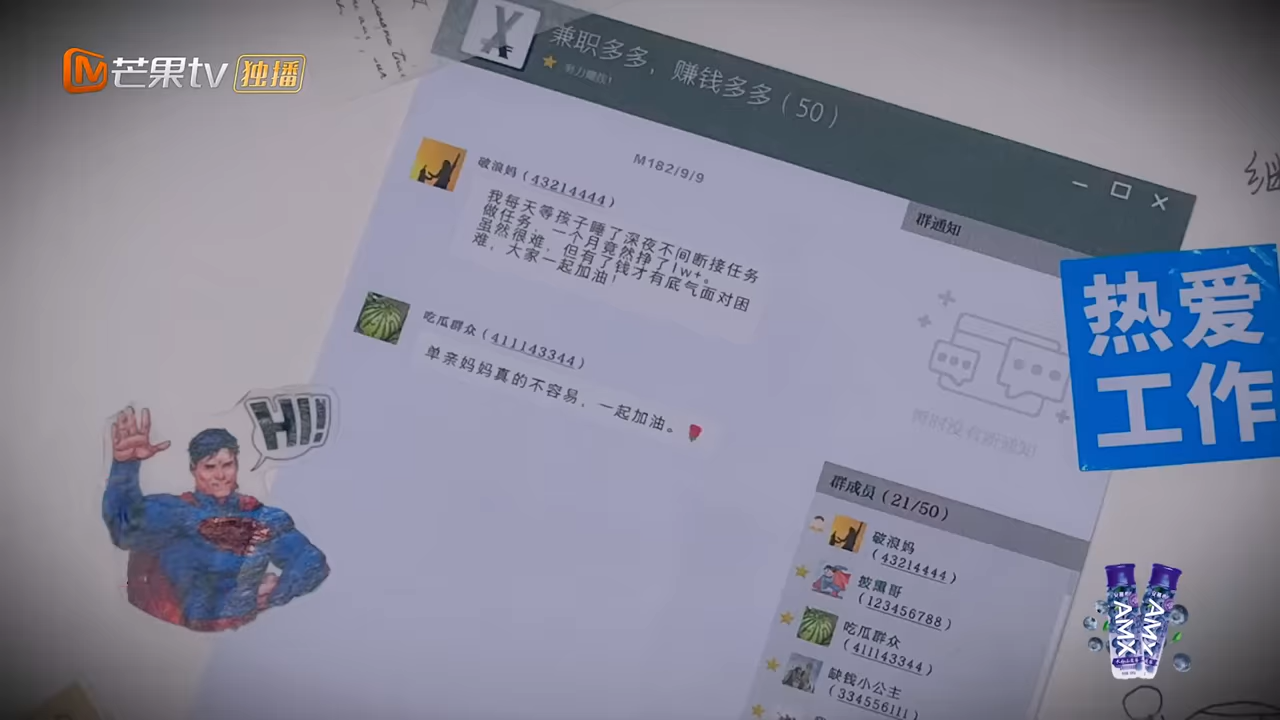 芒果tv 独播
兼职多多,赚钱多多(50)
努力赚钱!
M182/9/9
破浪妈(43214444)
我每天等孩子睡了深夜不间断接任务
做任务,一个月竟然挣了1w+。
虽然很难,但有了钱才有底气面对困
难,大家一起加油!
吃瓜群众(411143344)
单亲妈妈真的不容易,一起加油。
HI!!
群通知
暂时没有新通知
热爱
工作
群成员(21/50)
破浪妈
(43214444)
披薰哥
(123456788)
吃瓜群众
(411143344)
缺钱小公主
(334556111)
AMX
AMX